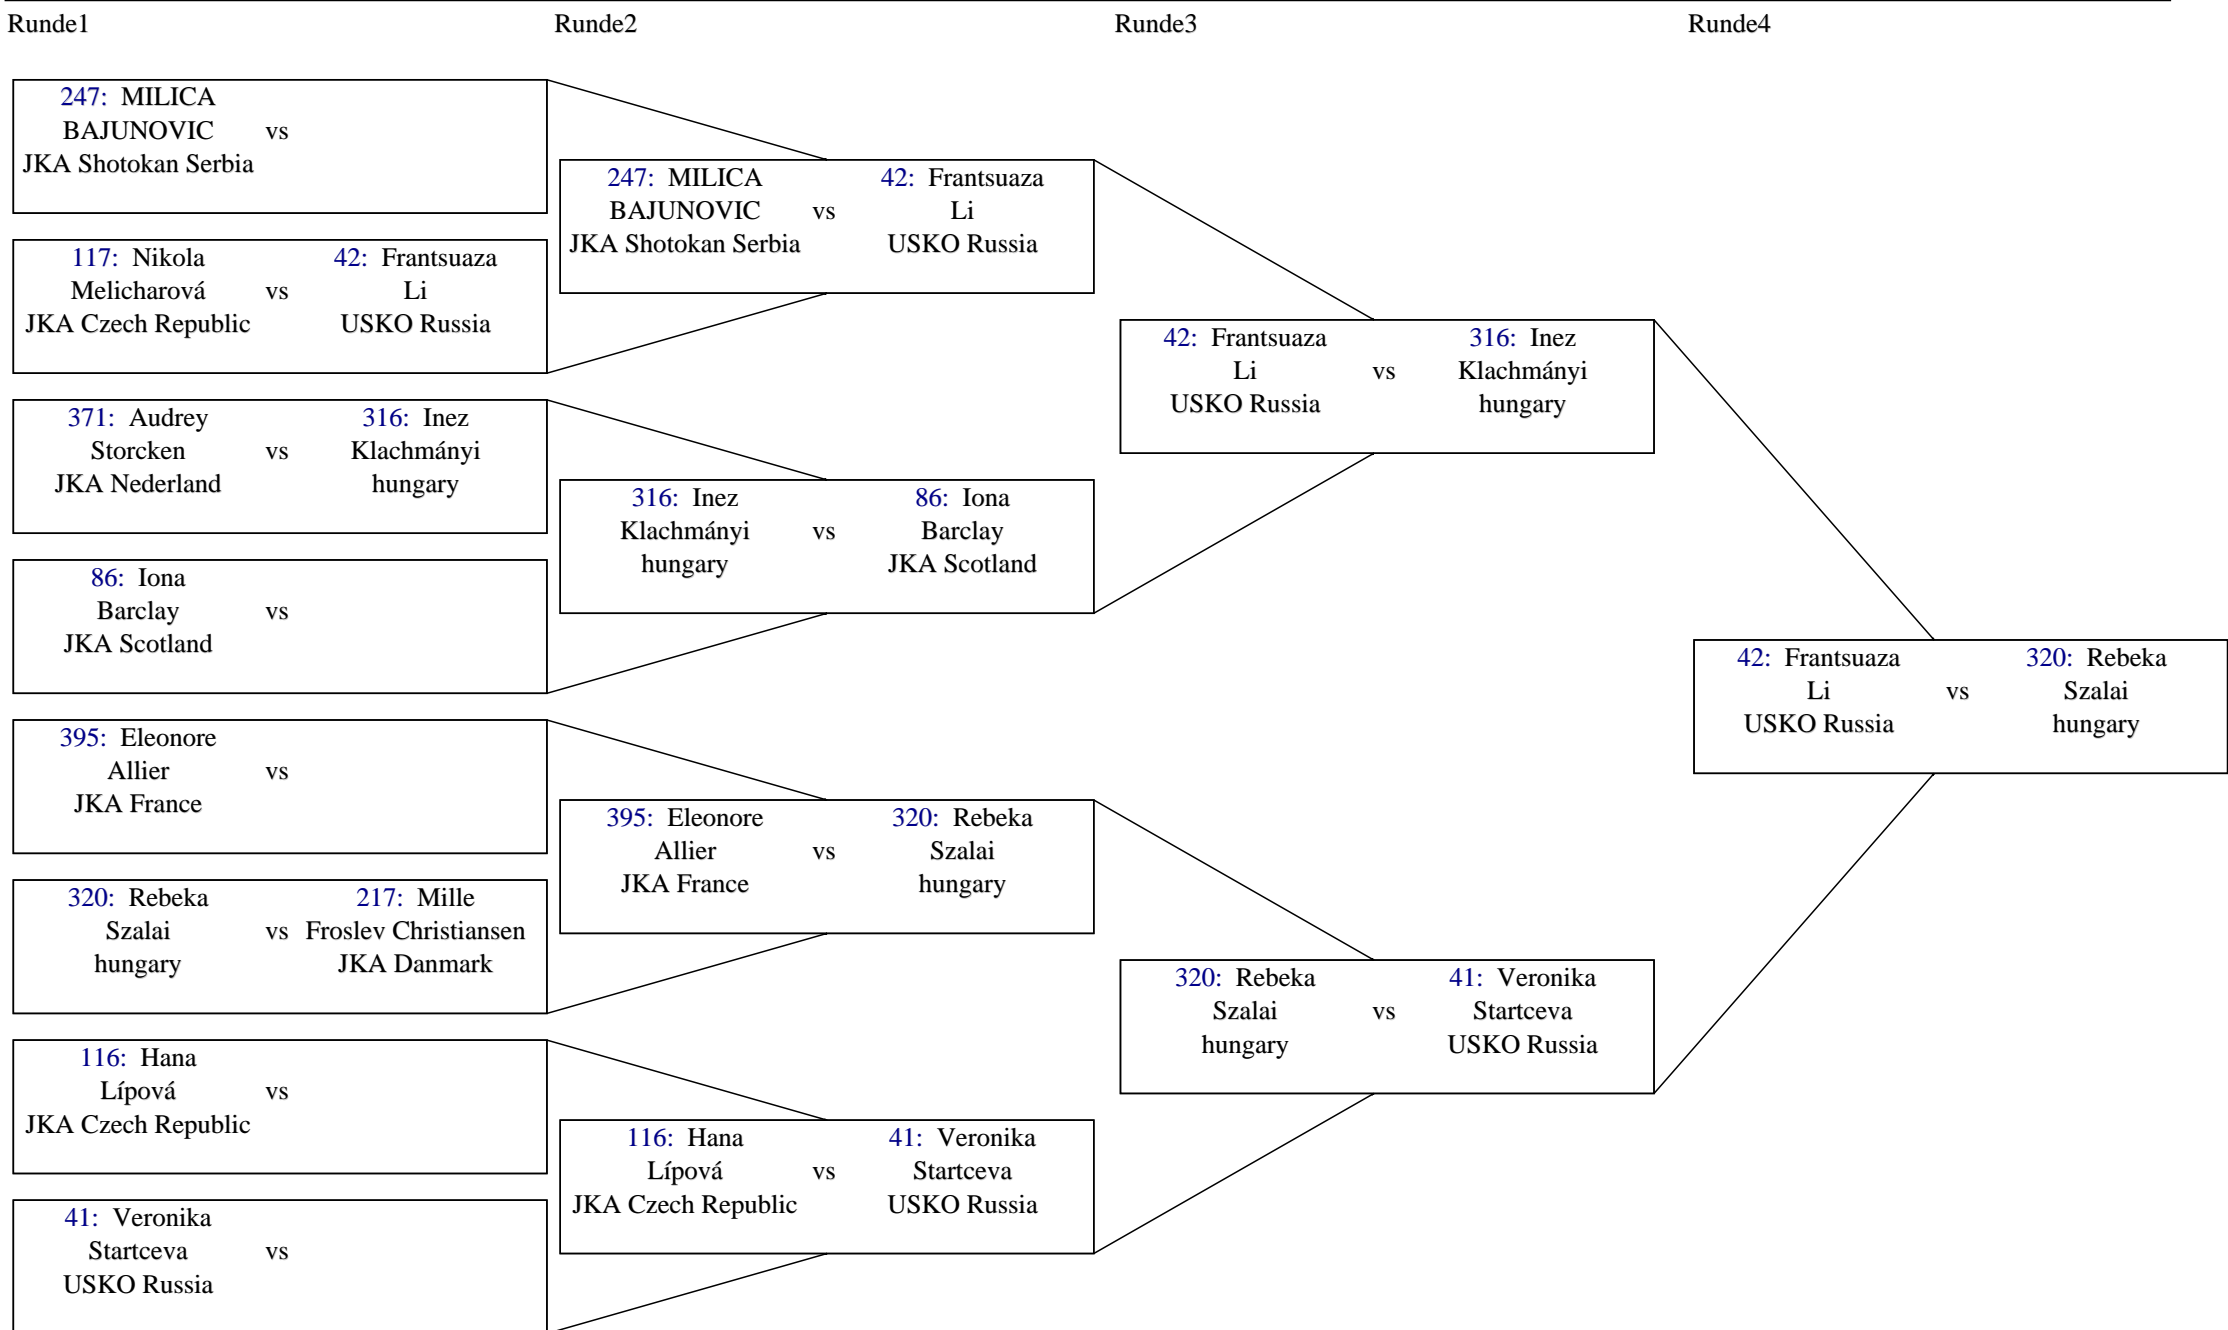 Runde1
Runde2
Runde3
Runde4
247: MILICA
BAJUNOVIC vs
JKA Shotokan Serbia
117: Nikola 42: Frantsuaza
Melicharová vs Li
JKA Czech Republic USKO Russia
371: Audrey 316: Inez
Storcken vs Klachmányi
JKA Nederland hungary
86: Iona
Barclay vs
JKA Scotland
395: Eleonore
Allier vs
JKA France
320: Rebeka 217: Mille
Szalai vs Froslev Christiansen
hungary JKA Danmark
116: Hana
Lípová vs
JKA Czech Republic
41: Veronika
Startceva vs
USKO Russia
247: MILICA 42: Frantsuaza
BAJUNOVIC vs Li
JKA Shotokan Serbia USKO Russia
316: Inez 86: Iona
Klachmányi vs Barclay
hungary JKA Scotland
395: Eleonore 320: Rebeka
Allier vs Szalai
JKA France hungary
116: Hana 41: Veronika
Lípová vs Startceva
JKA Czech Republic USKO Russia
42: Frantsuaza 316: Inez
Li vs Klachmányi
USKO Russia hungary
320: Rebeka 41: Veronika
Szalai vs Startceva
hungary USKO Russia
42: Frantsuaza 320: Rebeka
Li vs Szalai
USKO Russia hungary